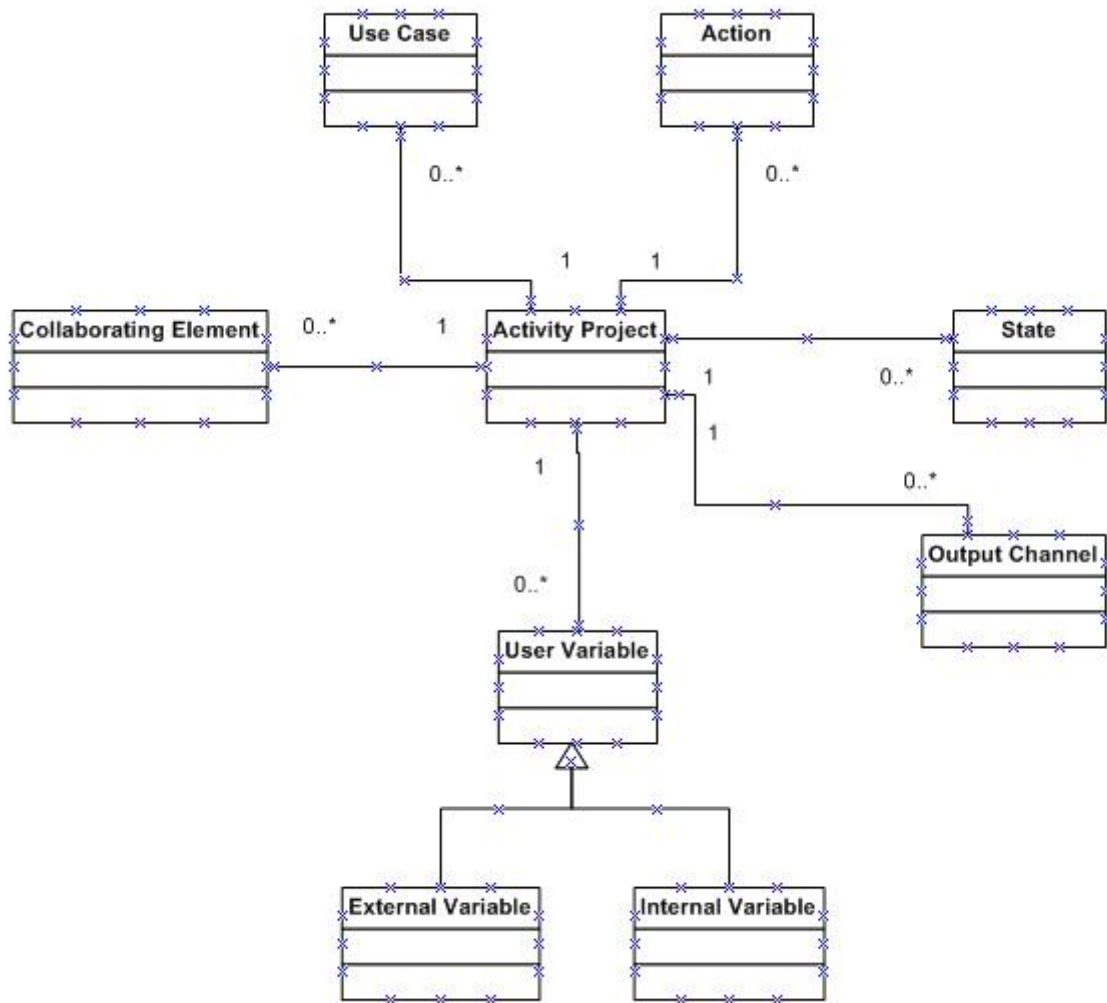 Use Case
Action
0..*
0..*
1
1
Collaborating Element
0..*
1
Activity Project
State
1
0..*
1
1
0..*
Output Channel
0..*
User Variable
External Variable
Internal Variable